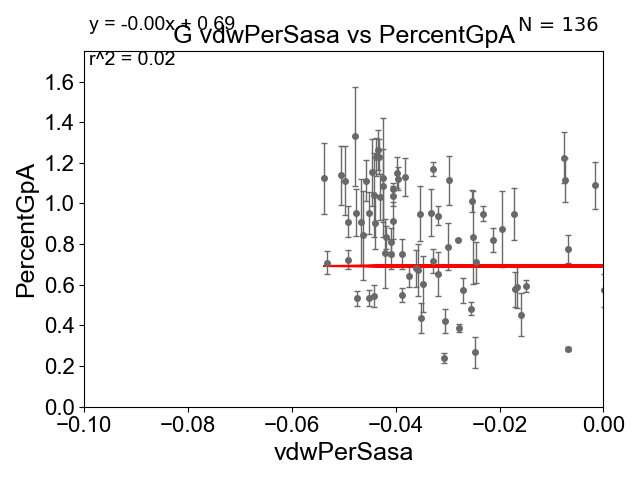 y = -0.00x + 0.69
G vdwPerSasa vs PercentGpA
N = 136
r^2 = 0.02
PercentGpA
1.6
1.4
1.2
1.0
0.8
0.6
0.4
0.2
0.0
−0.10
−0.08
−0.06
−0.04
−0.02
0.00
vdwPerSasa